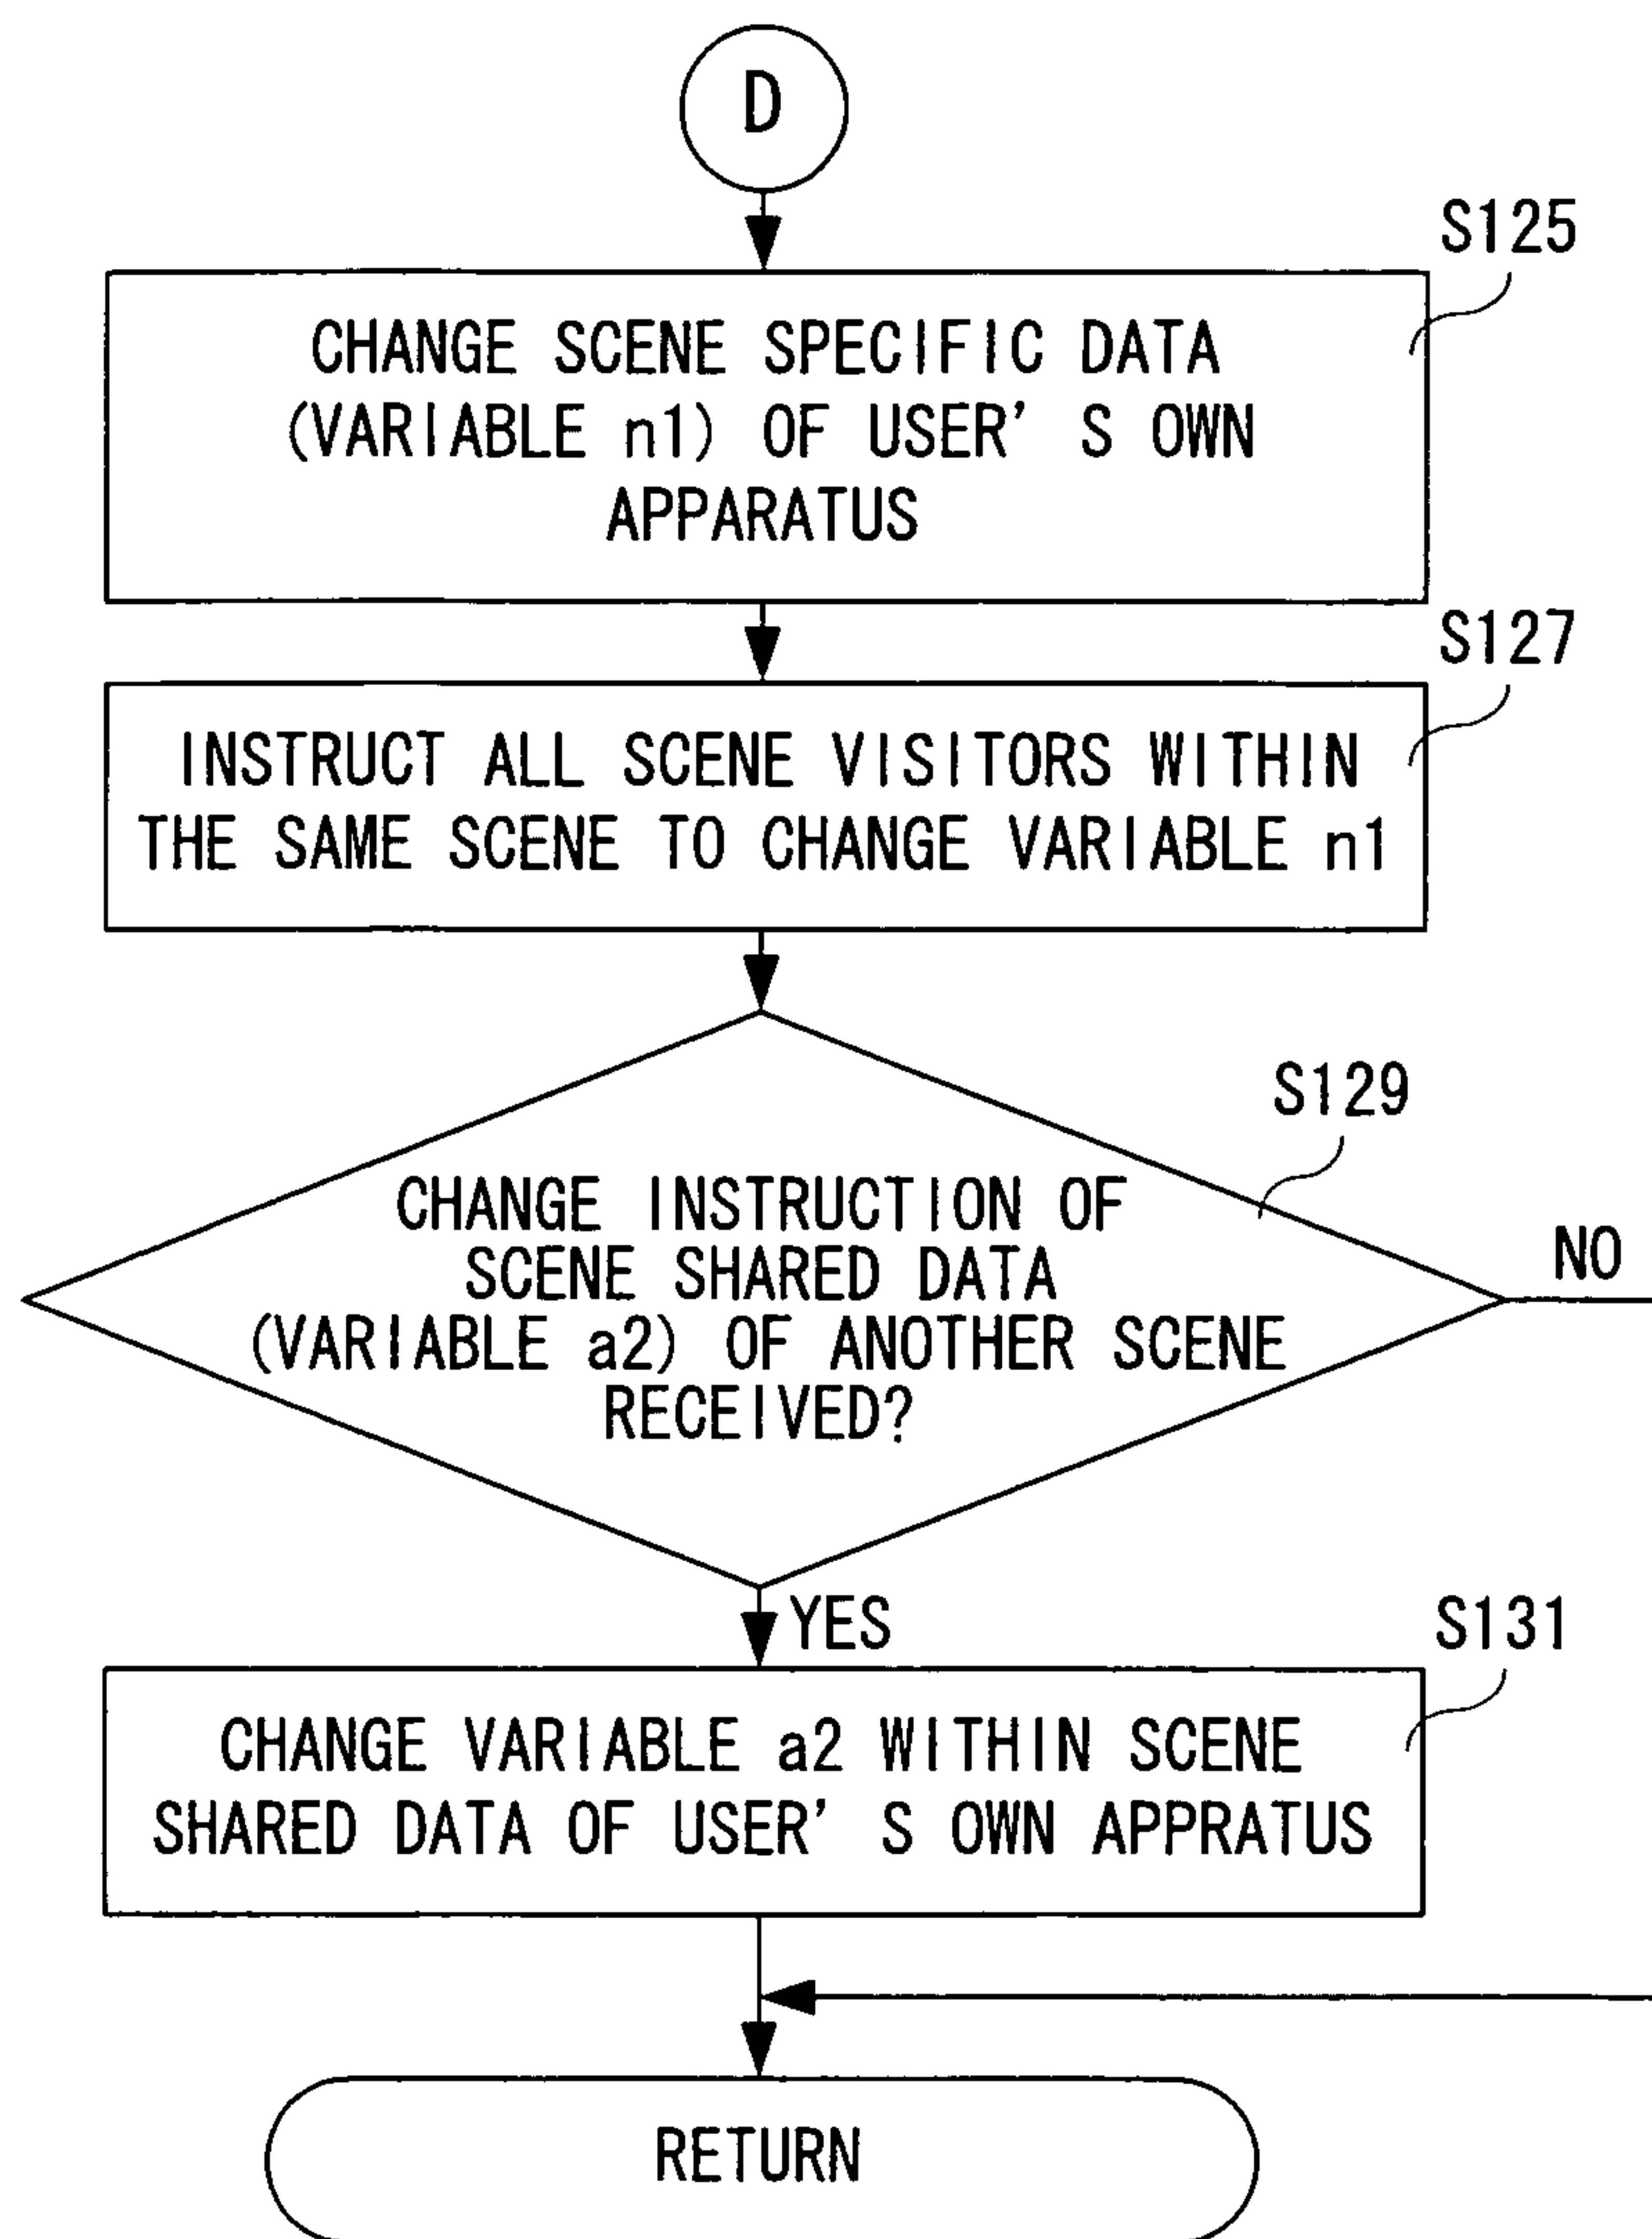 D
S125
CHANGE SCENE SPECIFIC DATA
(VARIABLE n1) OF USER'S OWN
APPARATUS
S127
INSTRUCT ALL SCENE VISITORS WITHIN
THE SAME SCENE TO CHANGE VARIABLE n1
S129
CHANGE INSTRUCTION OF
SCENE SHARED DATA
(VARIABLE a2) OF ANOTHER SCENE
RECEIVED?
NO
YES
S131
CHANGE VARIABLE a2 WITHIN SCENE
SHARED DATA OF USER'S OWN APPRATUS
RETURN